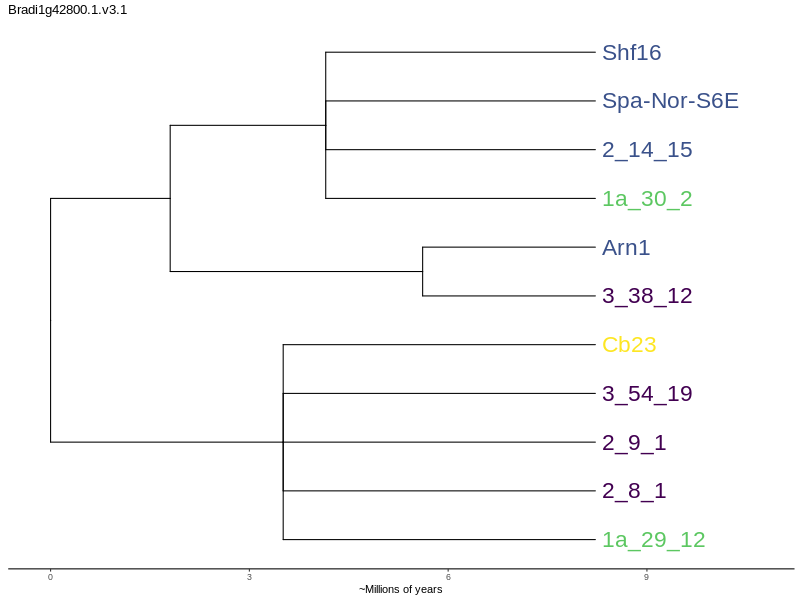 Bradi1g42800.1.v3.1
Shf16
Spa-Nor-S6E
2_14_15
1a_30_2
Arn1
3_38_12
Cb23
3_54_19
2_9_1
2_8_1
1a_29_12
0 3 6 9
~Millions of years